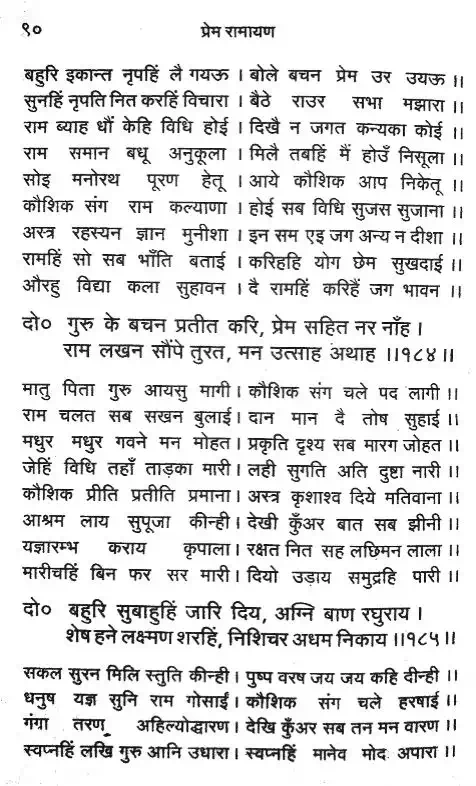 ९०
प्रेम रामायण
बहुरि इकान्त नृपहिं लै गयऊ । बोले बचन प्रेम उर उयऊ ।।
सुनहिं नृपति नित करहिं विचारा । बैठे राउर सभा मझारा ।।
राम ब्याह धौं केहि विधि होई । दिखै न जगत कन्यका कोई ।।
राम समान बधू अनुकूला । मिलै तबहिं मैं होउँ निसूला ।।
सोइ मनोरथ पूरण हेतू । आये कौशिक आप निकेतू ।।
कौशिक संग राम कल्याणा । होई सब विधि सुजस सुजाना ।।
अस्त्र रहस्यन ज्ञान मुनीशा । इन सम एइ जग अन्य न दीशा ।।
रामहिं सो सब भाँति बताई । करिहहि योग छेम सुखदाई ।।
औरहु विद्या कला सुहावन । दै रामहिं करिहैं जग भावन ।।
दो० गुरु के बचन प्रतीत करि, प्रेम सहित नर नाँह ।
राम लखन सौंपे तुरत, मन उत्साह अथाह ।।१८४।।
मातु पिता गुरु आयसु मागी । कौशिक संग चले पद लागी ।।
राम चलत सब सखन बुलाई । दान मान दै तोष सुहाई ।।
मधुर मधुर गवने मन मोहत । प्रकृति दृश्य सब मारग जोहत ।।
जेहिं विधि तहाँ ताड़का मारी । लही सुगति अति दुष्टा नारी ।।
कौशिक प्रीति प्रतीति प्रमाना । अस्त्र कृशाश्व दिये मतिवाना ।।
आश्रम लाय सुपूजा कीन्ही । देखी कुँअर बात सब झीनी ।।
यज्ञारम्भ कराय कृपाला । रक्षत नित सह लछिमन लाला ।।
मारीचहिं बिन फर सर मारी । दियो उड़ाय समुद्रहि पारी ।।
दो० बहुरि सुबाहुहिं जारि दिय, अग्नि बाण रघुराय ।
शेष हने लक्ष्मण शरहिं, निशिचर अधम निकाय ।।१८५।।
सकल सुरन मिलि स्तुति कीन्ही । पुष्प वरष जय जय कहि दीन्ही ।।
धनुष यज्ञ सुनि राम गोसाईं । कौशिक संग चले हरषाई ।।
गंगा तरण अहिल्योद्धारण । देखि कुँअर सब तन मन वारण ।।
स्वप्नहिं लखि गुरु आनि उधारा । स्वप्नहिं मानेव मोद अपारा ।।